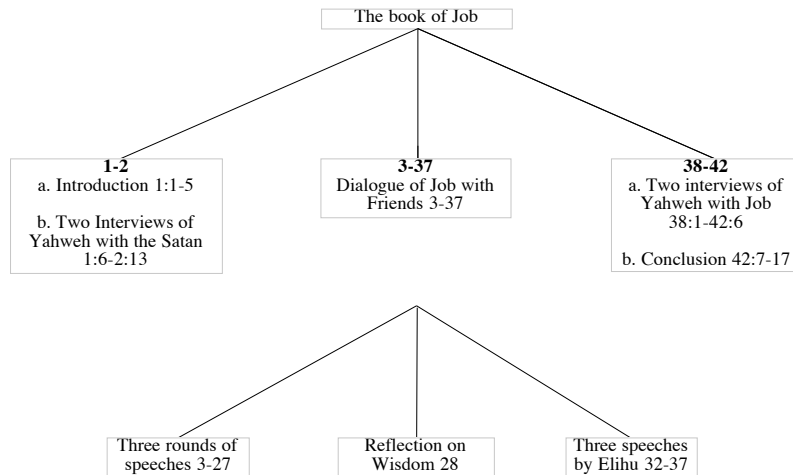 The book of Job
1-2
a. Introduction 1:1-5
b. Two Interviews of
Yahweh with the Satan
1:6-2:13
3-37
Dialogue of Job with
Friends 3-37
38-42
a. Two interviews of
Yahweh with Job
38:1-42:6
b. Conclusion 42:7-17
Three rounds of
speeches 3-27
Reflection on
Wisdom 28
Three speeches
by Elihu 32-37